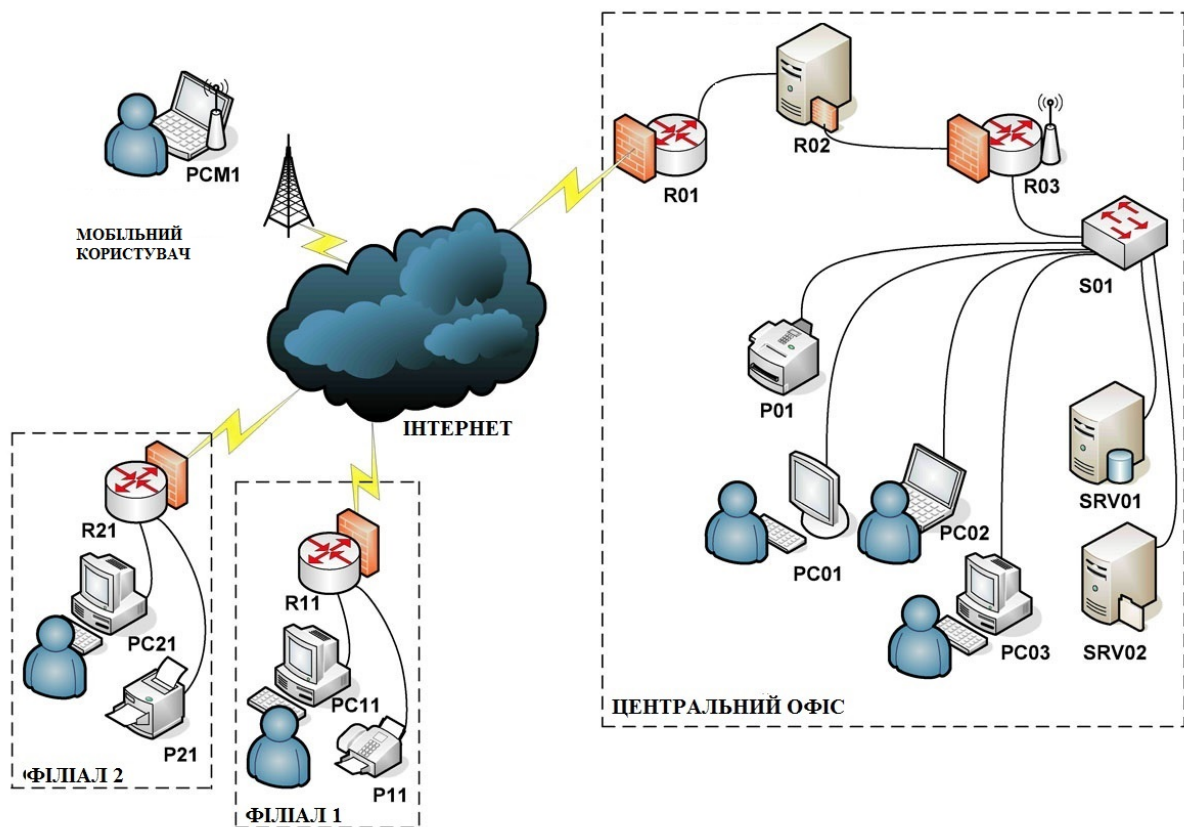 PCM1
МОБІЛЬНИЙ
КОРИСТУВАЧ
R01
R02
R03
S01
P01
PC01
PC02
PC03
SRV01
SRV02
ЦЕНТРАЛЬНИЙ ОФІС
ІНТЕРНЕТ
R21
PC21
P21
ФІЛІАЛ 2
R11
PC11
P11
ФІЛІАЛ 1